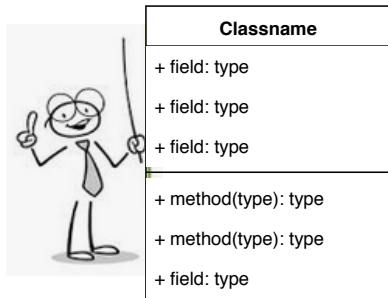 Classname
+ field: type
+ field: type
+ field: type
+ method(type): type
+ method(type): type
+ field: type